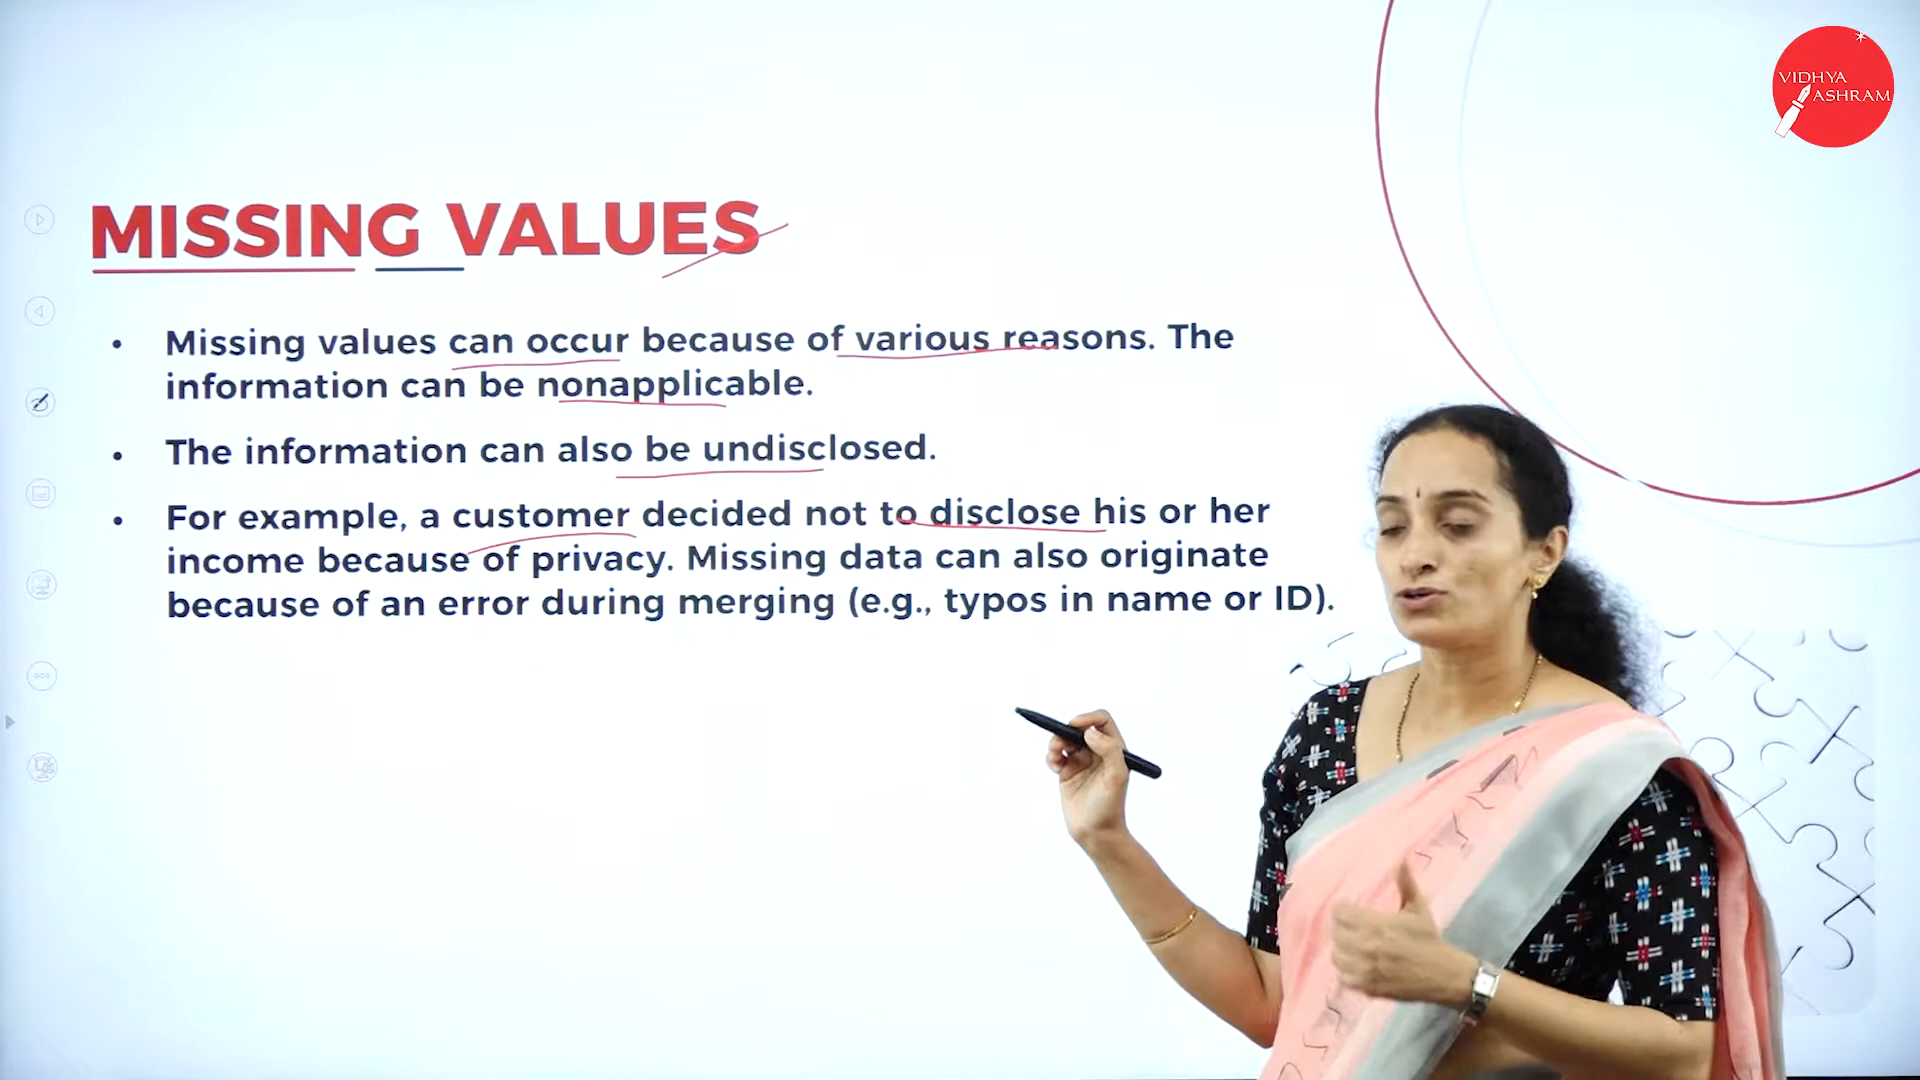 VIDHYA
ASHRAM
MISSING VALUES
• Missing values can occur because of various reasons. The
information can be nonapplicable.
• The information can also be undisclosed.
• For example, a customer decided not to disclose his or her
income because of privacy. Missing data can also originate
because of an error during merging (e.g., typos in name or ID).